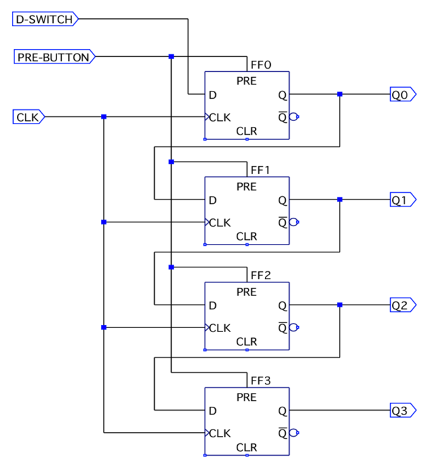 D-SWITCH
PRE-BUTTON
FF0
PRE
D Q
Q0
CLK
CLK Q̅
CLR
FF1
PRE
D Q
Q1
CLK Q̅
CLR
FF2
PRE
D Q
Q2
CLK Q̅
CLR
FF3
PRE
D Q
Q3
CLK Q̅
CLR